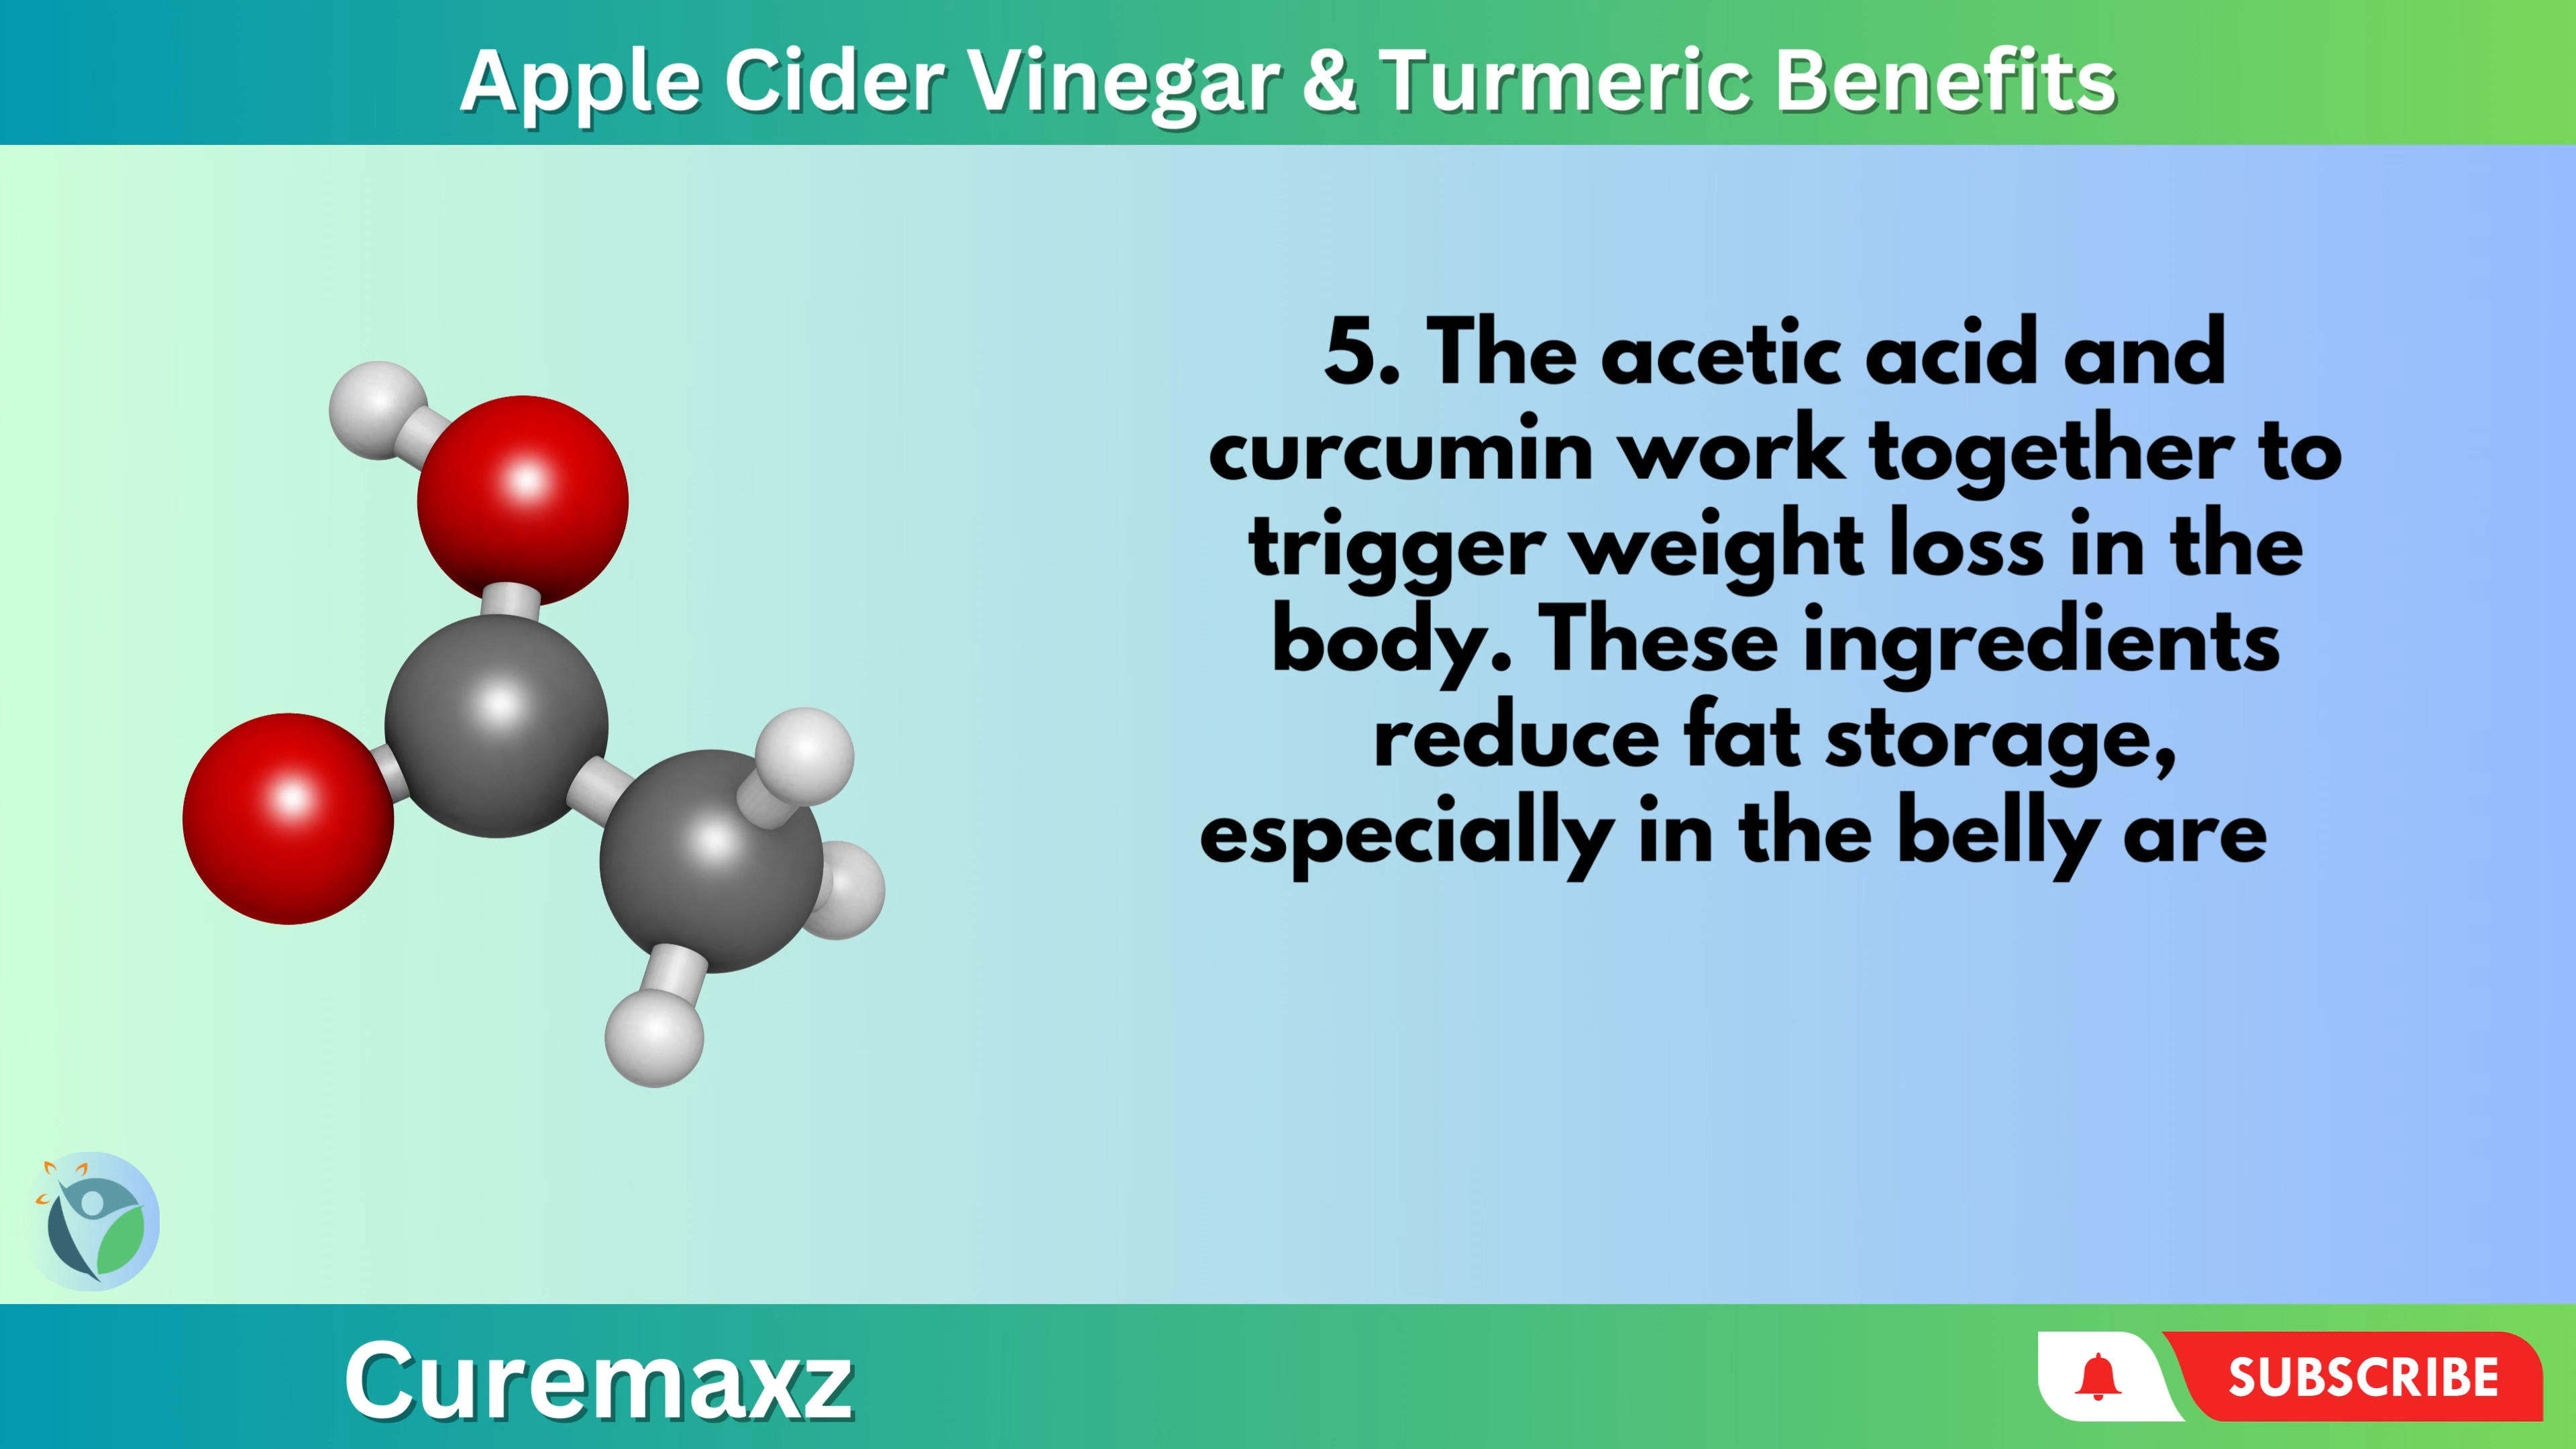 Apple Cider Vinegar & Turmeric Benefits
5. The acetic acid and
curcumin work together to
trigger weight loss in the
body. These ingredients
reduce fat storage,
especially in the belly are
Curemaxz
SUBSCRIBE